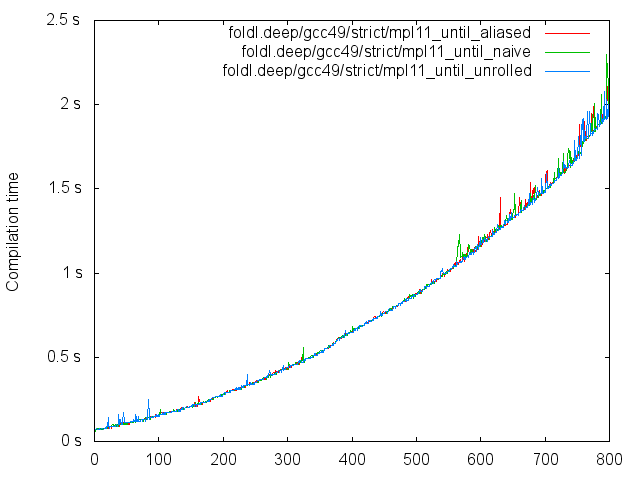 foldl.deep/gcc49/strict/mpl11_until_aliased
foldl.deep/gcc49/strict/mpl11_until_naive
foldl.deep/gcc49/strict/mpl11_until_unrolled
2.5 s
2 s
1.5 s
1 s
0.5 s
0 s
Compilation time
0 100 200 300 400 500 600 700 800